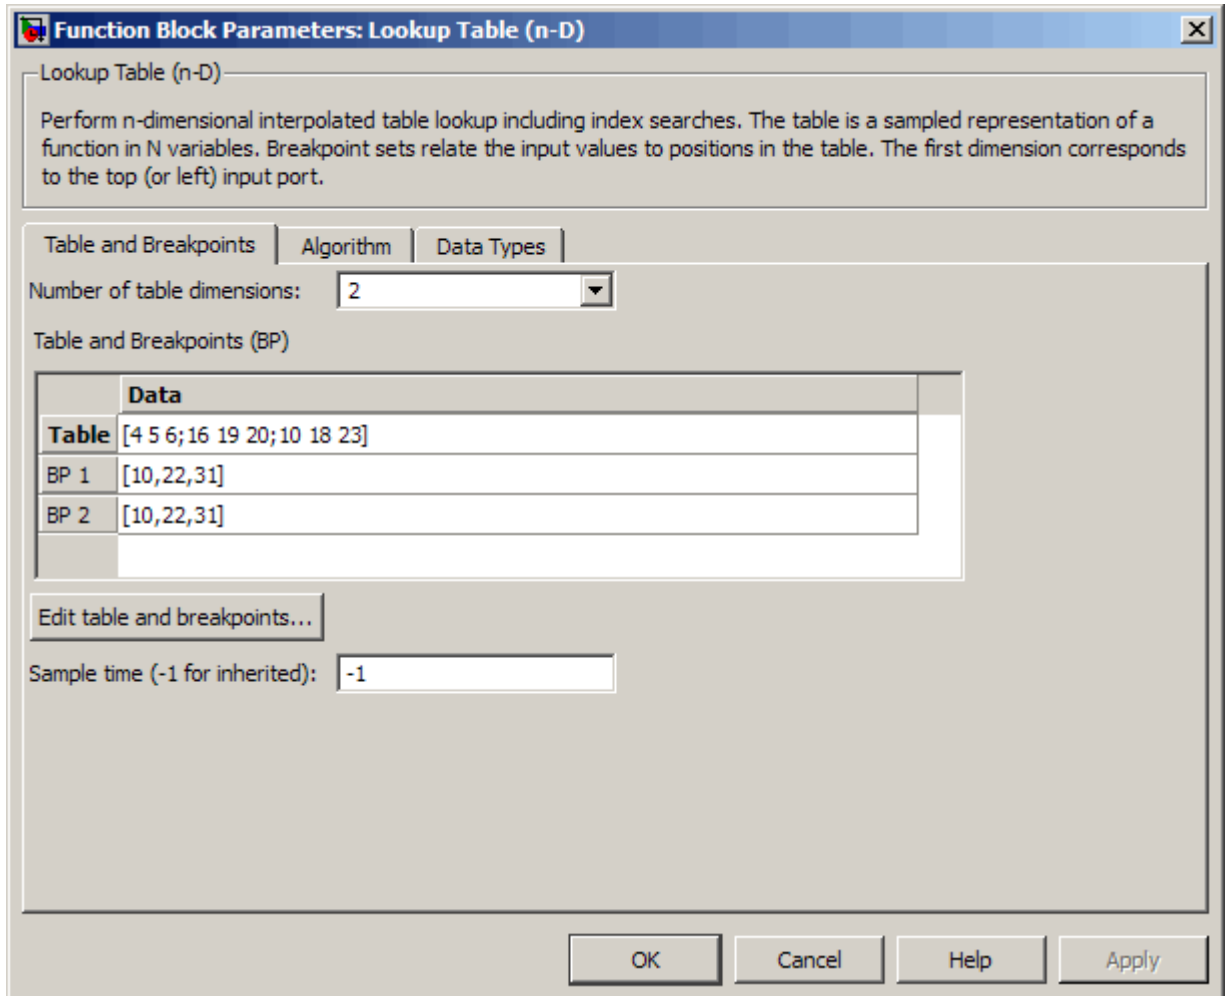 Function Block Parameters: Lookup Table (n-D)
Lookup Table (n-D)
Perform n-dimensional interpolated table lookup including index searches. The table is a sampled representation of a
function in N variables. Breakpoint sets relate the input values to positions in the table. The first dimension corresponds
to the top (or left) input port.
Table and Breakpoints Algorithm Data Types
Number of table dimensions: 2
Table and Breakpoints (BP)
Data
Table [4 5 6;16 19 20;10 18 23]
BP 1 [10,22,31]
BP 2 [10,22,31]
Edit table and breakpoints...
Sample time (-1 for inherited): -1
OK Cancel Help Apply